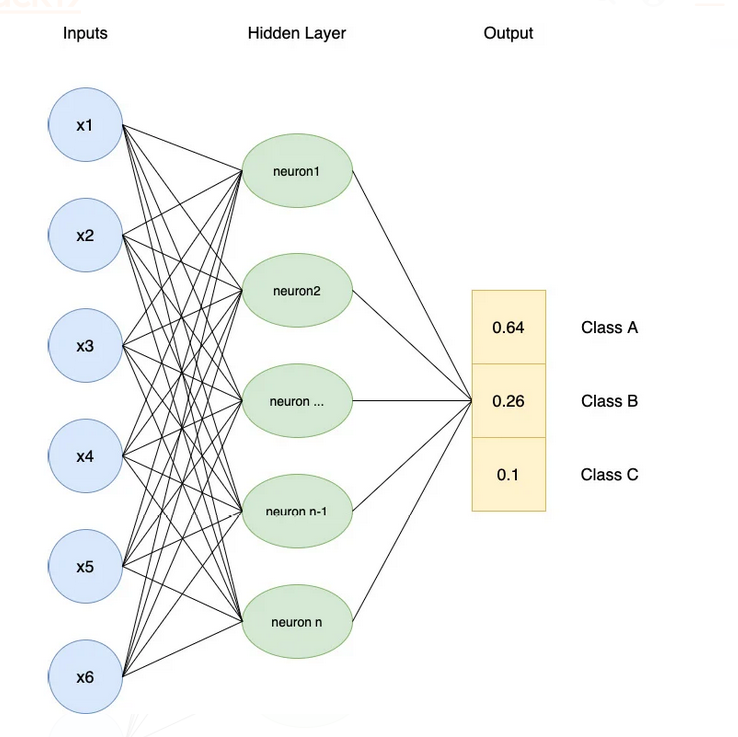 Inputs
Hidden Layer
Output
x1
x2
x3
x4
x5
x6
neuron1
neuron2
neuron ...
neuron n-1
neuron n
0.64 Class A
0.26 Class B
0.1 Class C